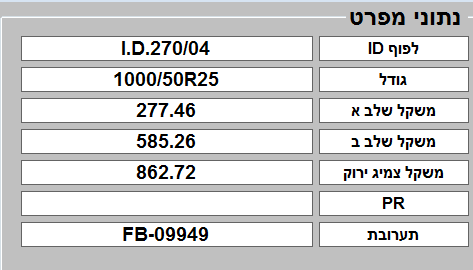 נתוני מפרט
לפוף ID I.D.270/04
גודל 1000/50R25
משקל שלב א 277.46
משקל שלב ב 585.26
משקל צמיג ירוק 862.72
PR
תערובת FB-09949